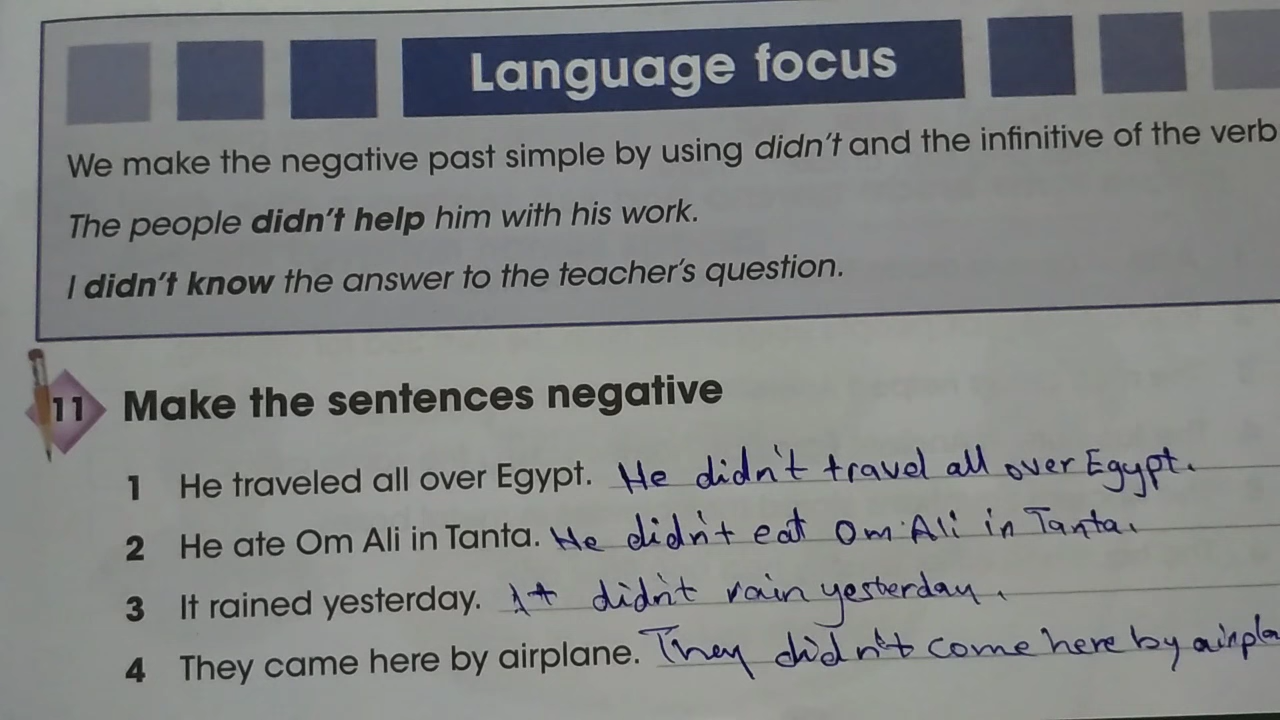 Language focus
We make the negative past simple by using didn't and the infinitive of the verb
The people didn't help him with his work.
I didn't know the answer to the teacher's question.
11 Make the sentences negative
1 He traveled all over Egypt. He didn't travel all over Egypt.
2 He ate Om Ali in Tanta. He didn't eat Om Ali in Tanta.
3 It rained yesterday. It didn't rain yesterday.
4 They came here by airplane. They didn't come here by airpla